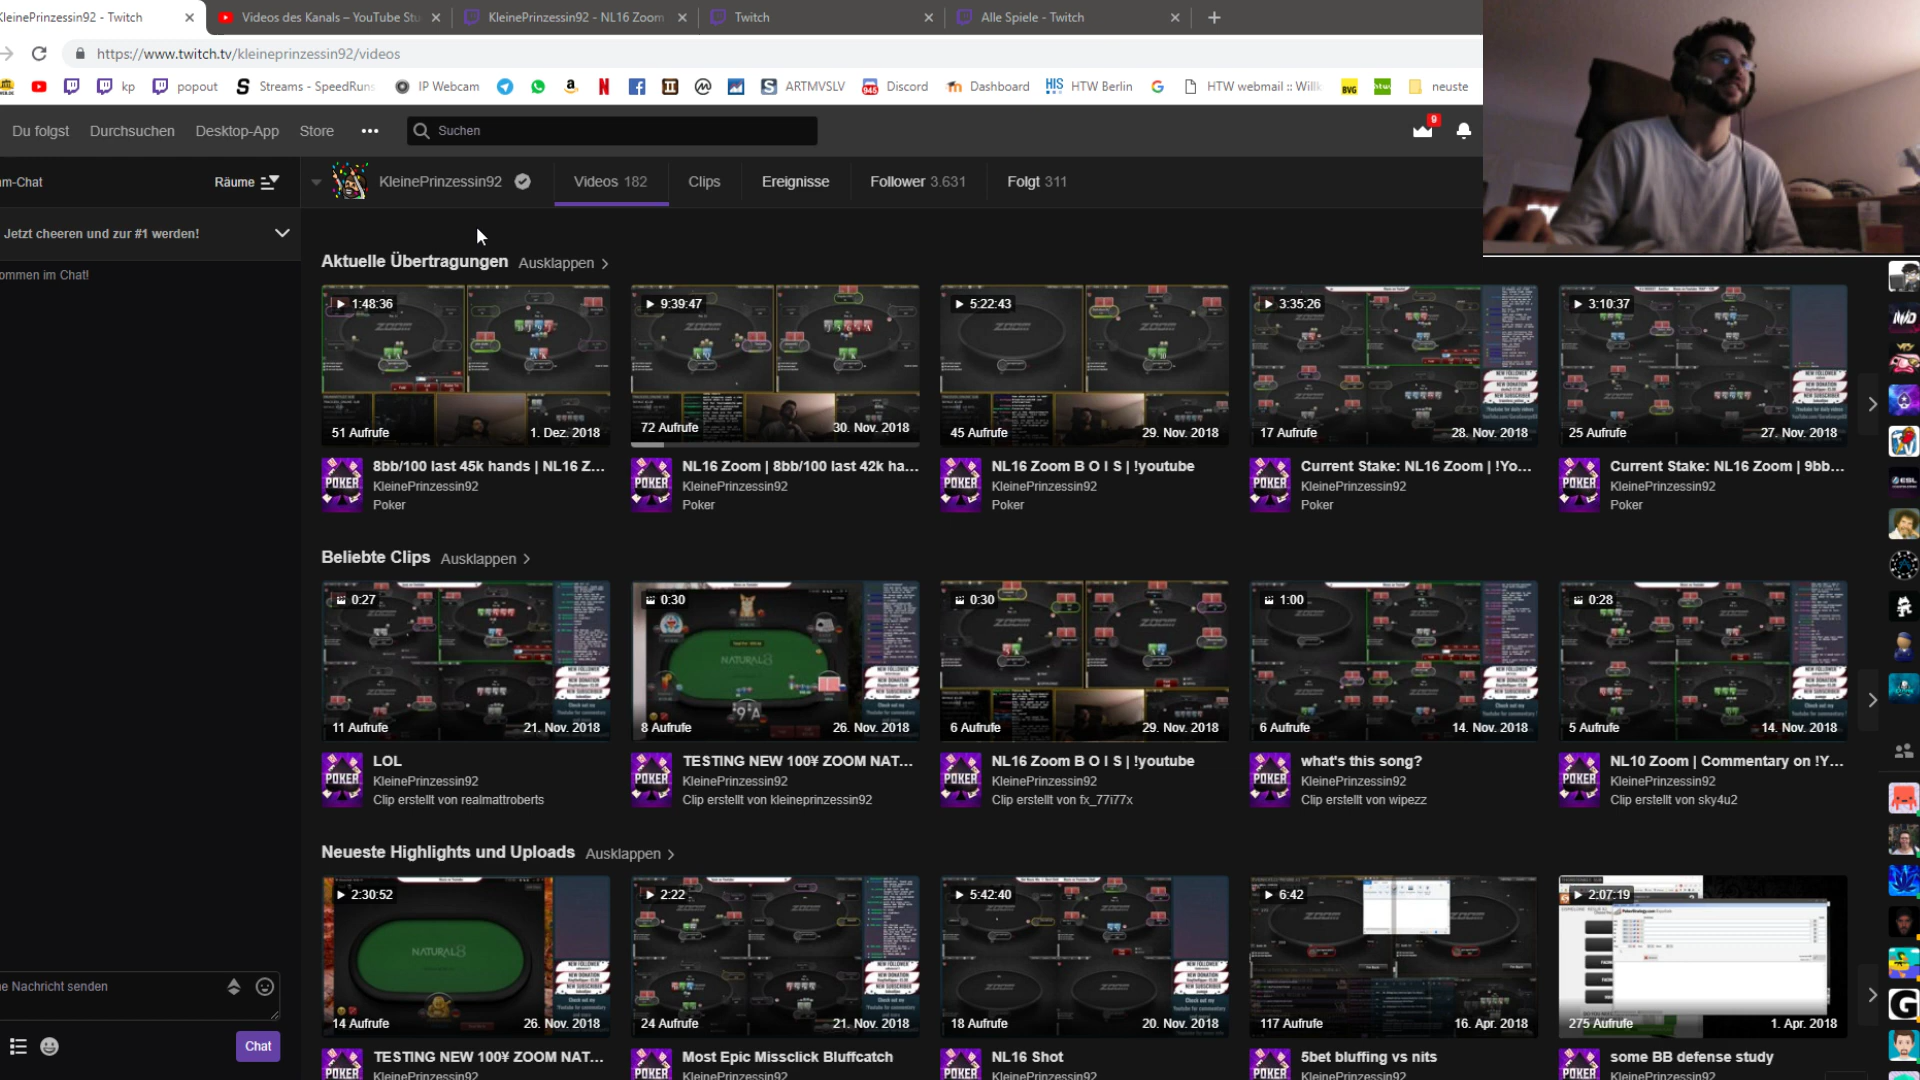 KleinePrinzessin92 - Twitch
Videos des Kanals – YouTube Stu
KleinePrinzessin92 - NL16 Zoom
Twitch
Alle Spiele - Twitch
https://www.twitch.tv/kleineprinzessin92/videos
kp
popout
Streams - SpeedRuns
IP Webcam
ARTMVSLV
Discord
Dashboard
HTW Berlin
HTW webmail :: Willk
neuste
Du folgst
Durchsuchen
Desktop-App
Store
Suchen
9
m-Chat
Räume
KleinePrinzessin92
Videos 182
Clips
Ereignisse
Follower 3.631
Folgt 311
Jetzt cheeren und zur #1 werden!
ommen im Chat!
Aktuelle Übertragungen Ausklappen
1:48:36
9:39:47
5:22:43
3:35:26
3:10:37
51 Aufrufe
1. Dez. 2018
72 Aufrufe
30. Nov. 2018
45 Aufrufe
29. Nov. 2018
17 Aufrufe
28. Nov. 2018
25 Aufrufe
27. Nov. 2018
8bb/100 last 45k hands | NL16 Z...
NL16 Zoom | 8bb/100 last 42k ha...
NL16 Zoom B O I S | !youtube
Current Stake: NL16 Zoom | !Yo...
Current Stake: NL16 Zoom | 9bb...
KleinePrinzessin92
KleinePrinzessin92
KleinePrinzessin92
KleinePrinzessin92
KleinePrinzessin92
Poker
Poker
Poker
Poker
Poker
Beliebte Clips Ausklappen
0:27
0:30
0:30
1:00
0:28
11 Aufrufe
21. Nov. 2018
8 Aufrufe
26. Nov. 2018
6 Aufrufe
29. Nov. 2018
6 Aufrufe
14. Nov. 2018
5 Aufrufe
14. Nov. 2018
LOL
TESTING NEW 100¥ ZOOM NAT...
NL16 Zoom B O I S | !youtube
what's this song?
NL10 Zoom | Commentary on !Y...
KleinePrinzessin92
KleinePrinzessin92
KleinePrinzessin92
KleinePrinzessin92
KleinePrinzessin92
Clip erstellt von realmattroberts
Clip erstellt von kleineprinzessin92
Clip erstellt von fx_77i77x
Clip erstellt von wipezz
Clip erstellt von sky4u2
Neueste Highlights und Uploads Ausklappen
2:30:52
2:22
5:42:40
6:42
2:07:19
14 Aufrufe
26. Nov. 2018
24 Aufrufe
21. Nov. 2018
18 Aufrufe
20. Nov. 2018
117 Aufrufe
16. Apr. 2018
275 Aufrufe
1. Apr. 2018
TESTING NEW 100¥ ZOOM NAT...
Most Epic Missclick Bluffcatch
NL16 Shot
5bet bluffing vs nits
some BB defense study
KleinePrinzessin92
KleinePrinzessin92
KleinePrinzessin92
KleinePrinzessin92
KleinePrinzessin92
e Nachricht senden
Chat